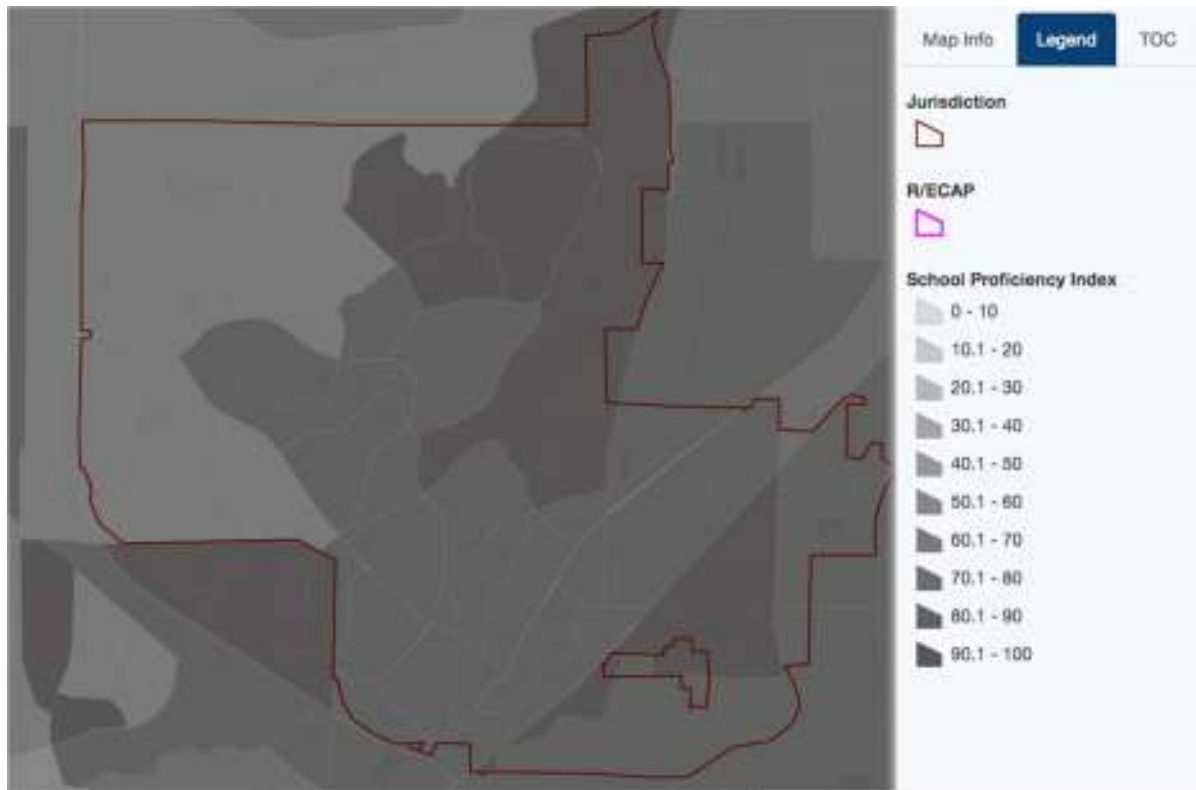 Map Info Legend TOC
Jurisdiction
R/ECAP
School Proficiency Index
0 - 10
10.1 - 20
20.1 - 30
30.1 - 40
40.1 - 50
50.1 - 60
60.1 - 70
70.1 - 80
80.1 - 90
90.1 - 100